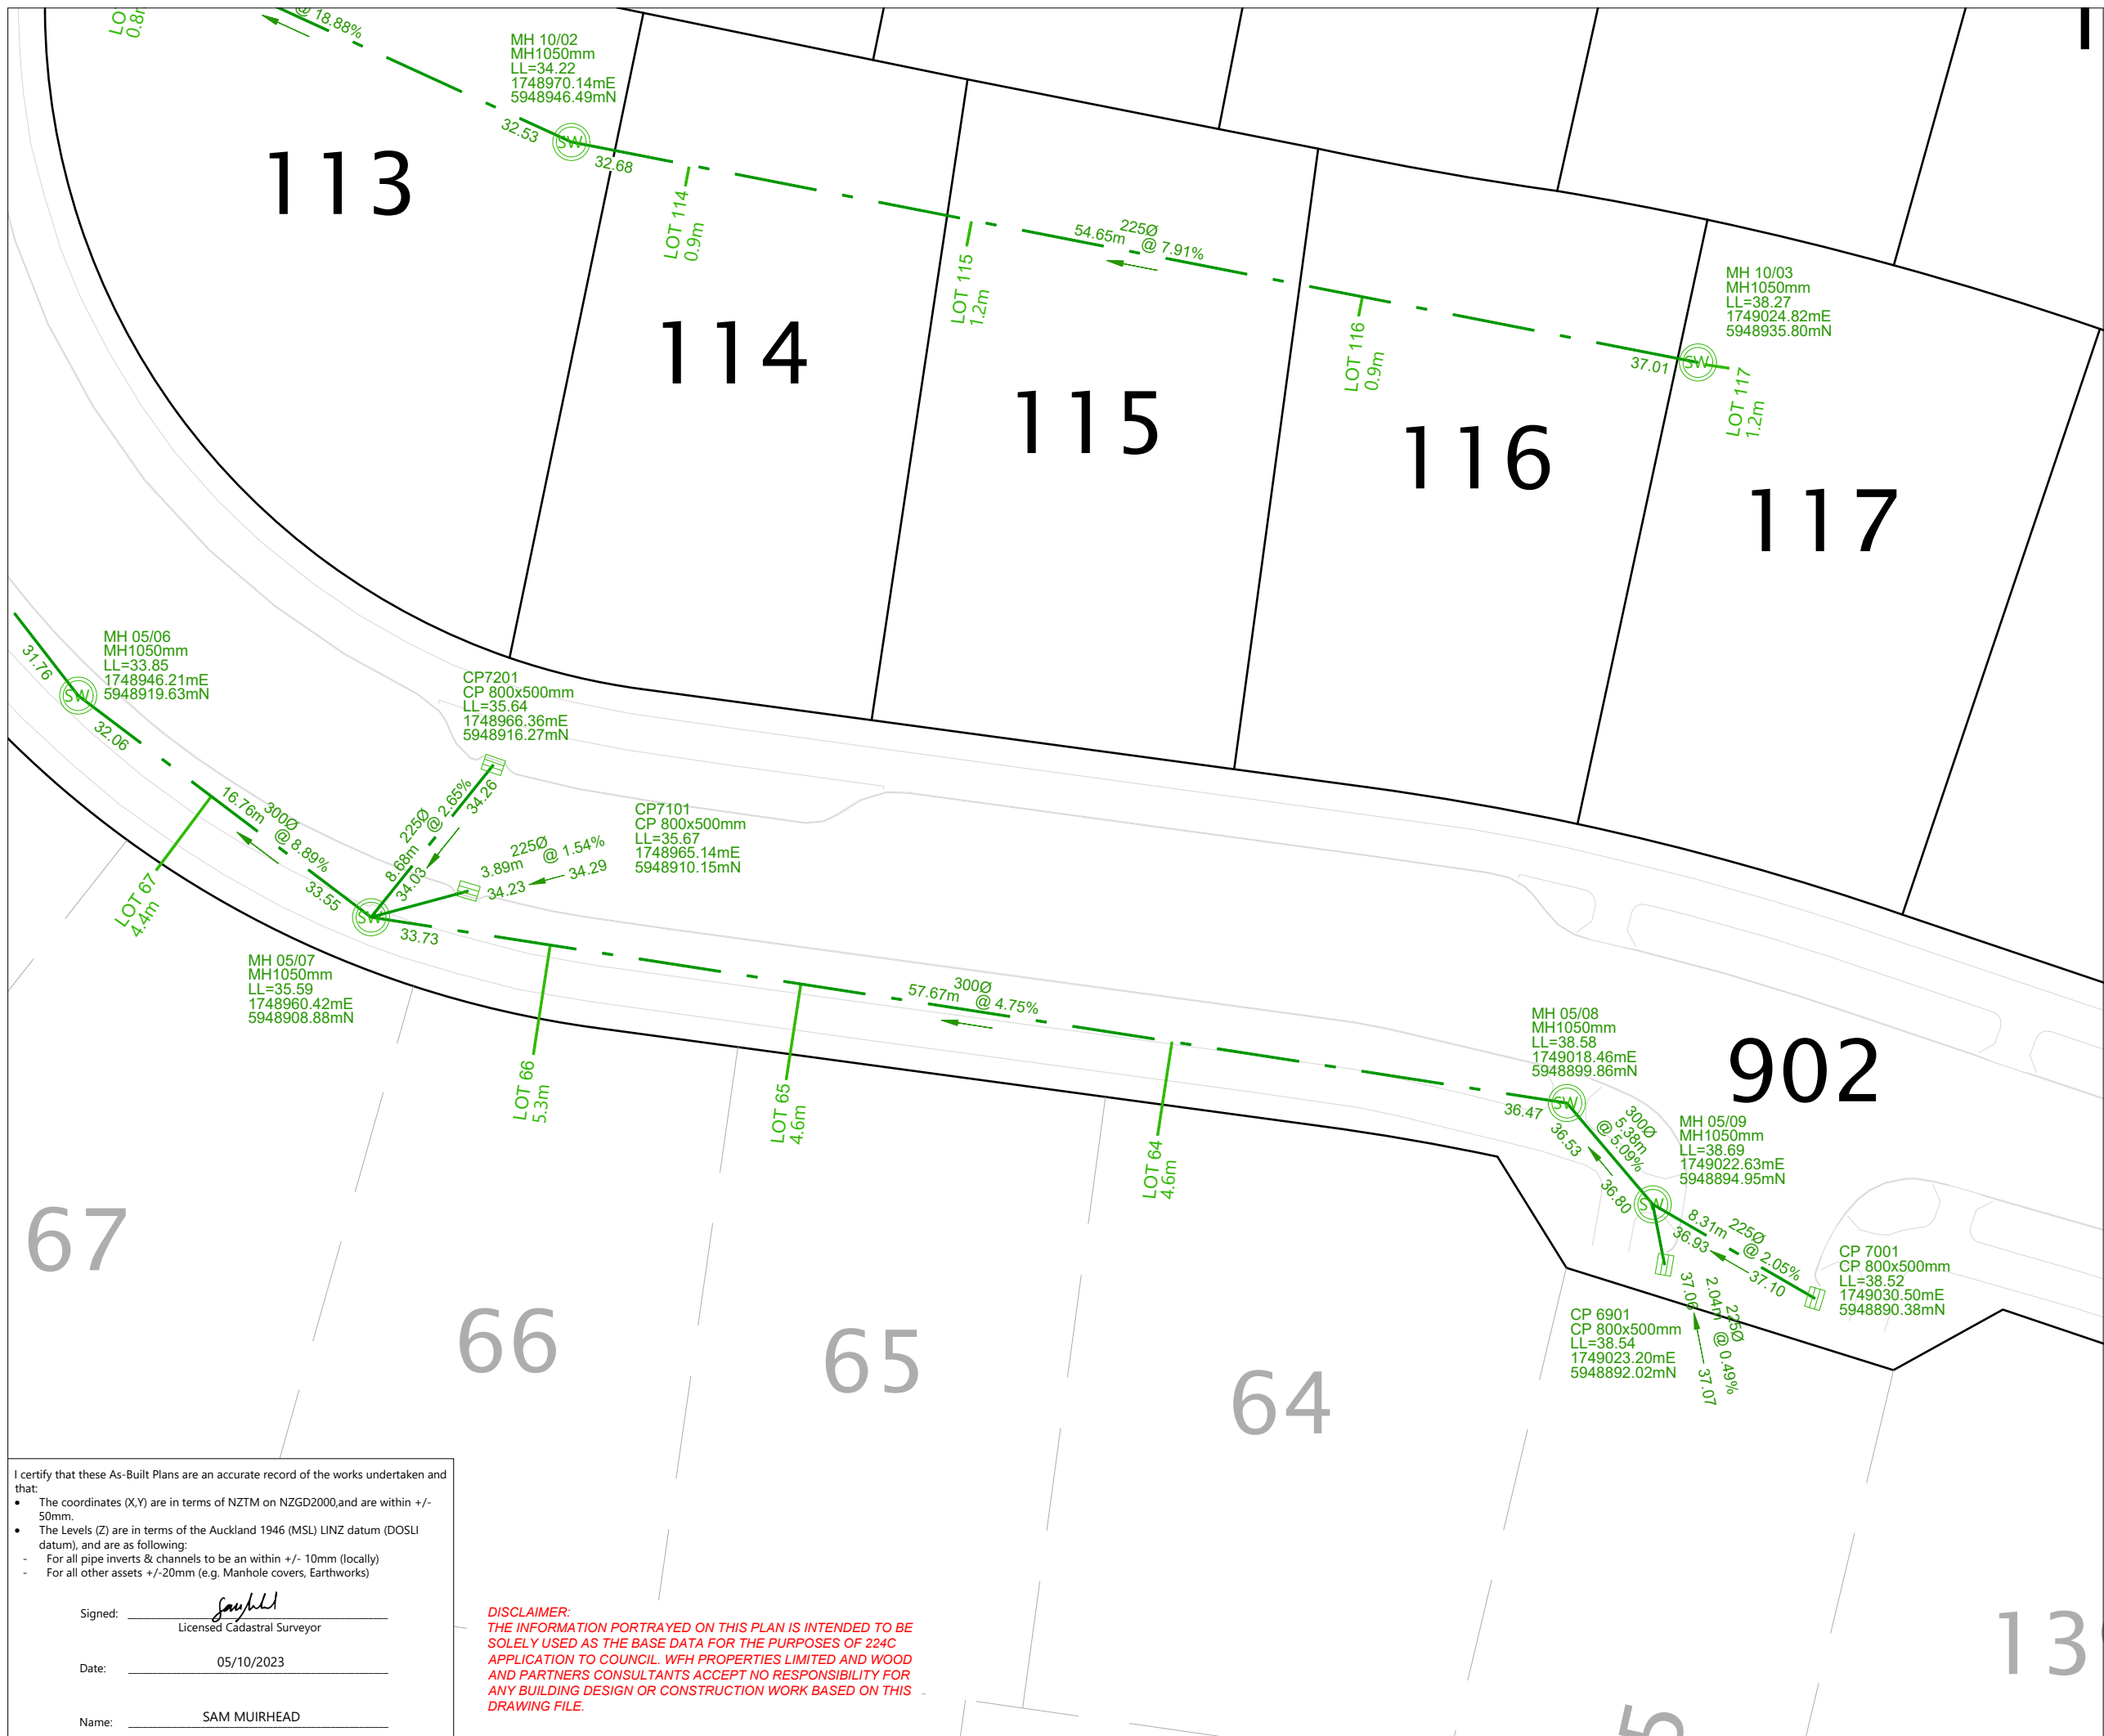 @ 18.88%
MH 10/02
MH1050mm
LL=34.22
1748970.14mE
5948946.49mN
32.53
32.68
113
LOT 114
0.9m
114
LOT 115
1.2m
115
225Ø
54.65m @ 7.91%
LOT 116
0.9m
116
MH 10/03
MH1050mm
LL=38.27
1749024.82mE
5948935.80mN
37.01
SW
SW
LOT 117
1.2m
117
31.76
MH 05/06
MH1050mm
LL=33.85
1748946.21mE
5948919.63mN
SW
32.06
CP7201
CP 800x500mm
LL=35.64
1748966.36mE
5948916.27mN
300Ø
16.76m @ 8.89%
33.55
LOT 67
4.4m
225Ø
8.68m @ 2.65%
34.26
34.03
CP7101
CP 800x500mm
LL=35.67
1748965.14mE
5948910.15mN
225Ø
3.89m @ 1.54%
34.23
34.29
SW
33.73
MH 05/07
MH1050mm
LL=35.59
1748960.42mE
5948908.88mN
LOT 66
5.3m
LOT 65
4.6m
300Ø
57.67m @ 4.75%
LOT 64
4.6m
MH 05/08
MH1050mm
LL=38.58
1749018.46mE
5948899.86mN
SW
36.47
36.53
300Ø
5.38m
@ 5.09%
36.80
902
MH 05/09
MH1050mm
LL=38.69
1749022.63mE
5948894.95mN
SW
225Ø
8.31m @ 2.05%
36.93
37.10
CP 7001
CP 800x500mm
LL=38.52
1749030.50mE
5948890.38mN
CP 6901
CP 800x500mm
LL=38.54
1749023.20mE
5948892.02mN
225Ø
2.04m @ 0.49%
37.06
37.07
67
66
65
64
I certify that these As-Built Plans are an accurate record of the works undertaken and
that:
• The coordinates (X,Y) are in terms of NZTM on NZGD2000,and are within +/-
50mm.
• The Levels (Z) are in terms of the Auckland 1946 (MSL) LINZ datum (DOSLI
datum), and are as following:
- For all pipe inverts & channels to be an within +/- 10mm (locally)
- For all other assets +/-20mm (e.g. Manhole covers, Earthworks)
Signed:
Licensed Cadastral Surveyor
Date: 05/10/2023
Name: SAM MUIRHEAD
DISCLAIMER:
THE INFORMATION PORTRAYED ON THIS PLAN IS INTENDED TO BE
SOLELY USED AS THE BASE DATA FOR THE PURPOSES OF 224C
APPLICATION TO COUNCIL. WFH PROPERTIES LIMITED AND WOOD
AND PARTNERS CONSULTANTS ACCEPT NO RESPONSIBILITY FOR
ANY BUILDING DESIGN OR CONSTRUCTION WORK BASED ON THIS
DRAWING FILE.